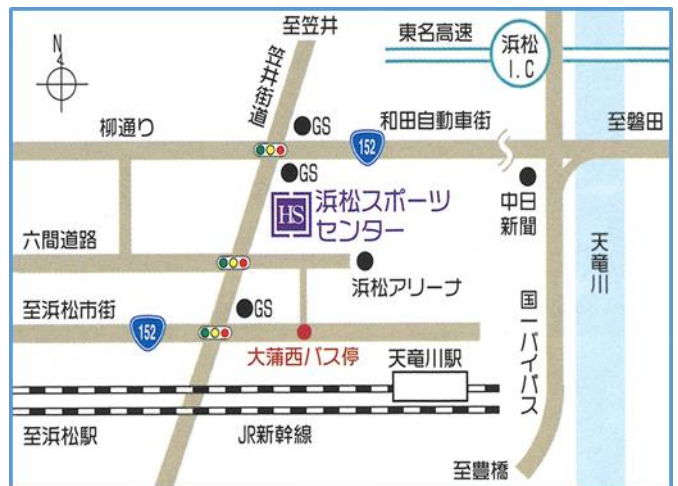 至笠井
東名高速
浜松
I.C
N
笠井街道
GS
柳通り
152
和田自動車街
至磐田
GS
HS
浜松スポーツ
センター
中日
新聞
六間道路
浜松アリーナ
天竜川
至浜松市街
152
GS
国一バイパス
大蒲西バス停
天竜川駅
至浜松駅
JR新幹線
至豊橋